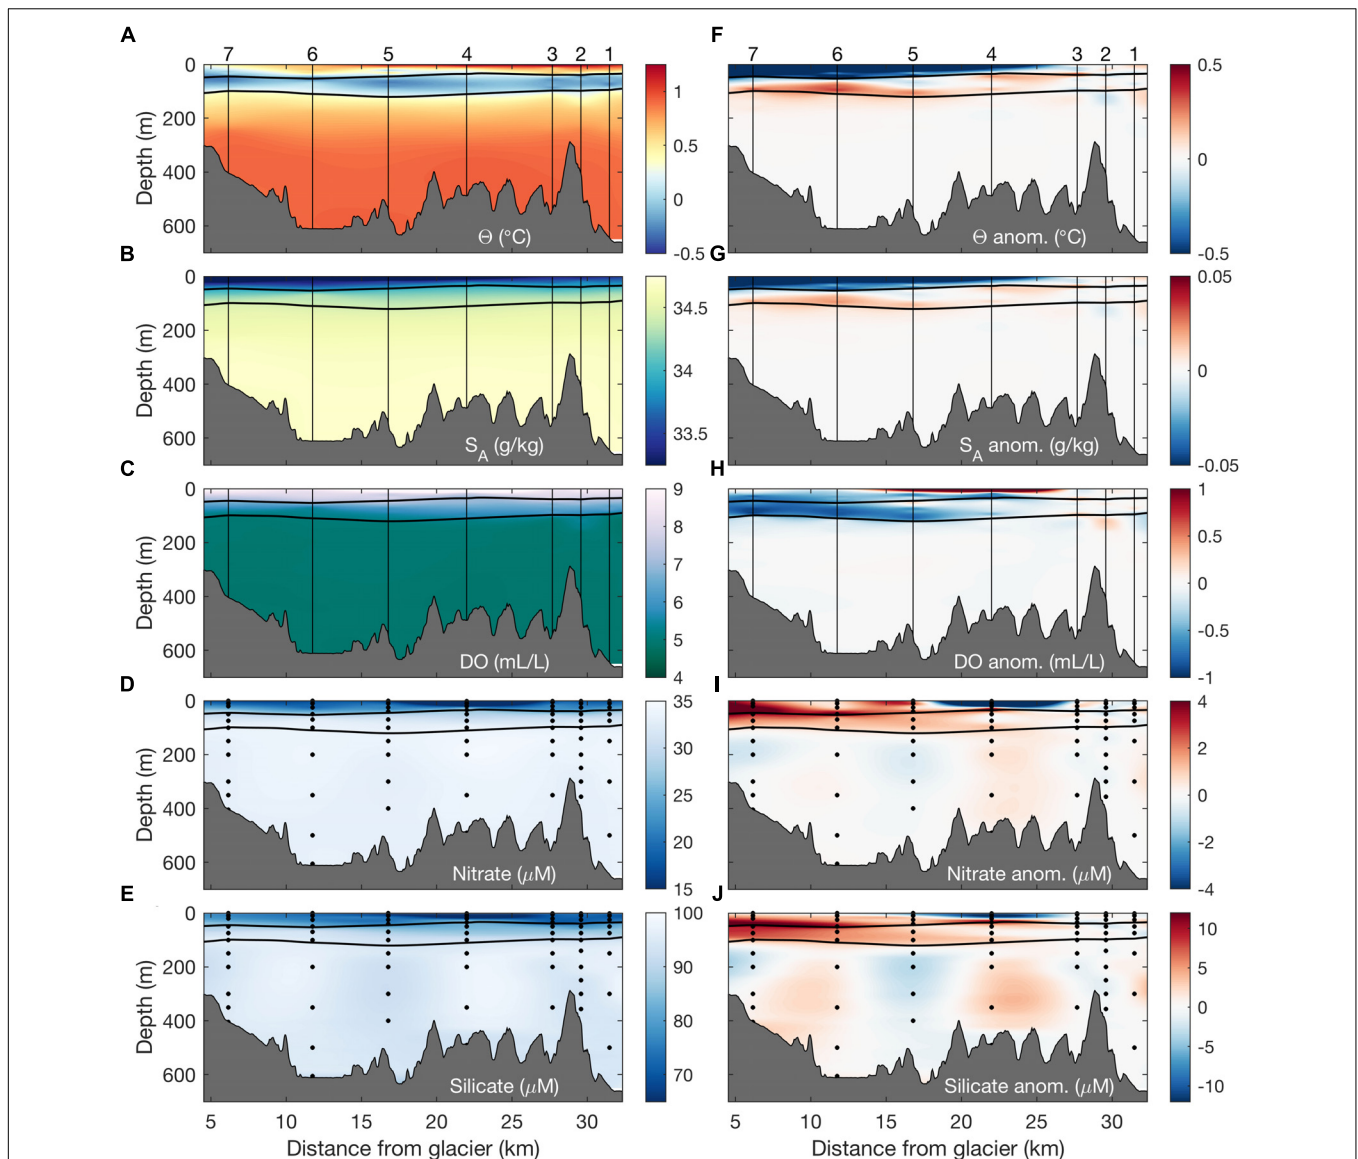 A
7 6 5 4 3 2 1
0
200
400
600
Depth (m)
Θ (°C)
1
0.5
0
-0.5
B
0
200
400
600
Depth (m)
S_A (g/kg)
34.5
34
33.5
C
0
200
400
600
Depth (m)
DO (mL/L)
9
8
7
6
5
4
D
0
200
400
600
Depth (m)
Nitrate (μM)
35
30
25
20
15
E
0
200
400
600
Depth (m)
Silicate (μM)
100
90
80
70
5 10 15 20 25 30
Distance from glacier (km)
F
7 6 5 4 3 2 1
Θ anom. (°C)
0.5
0
-0.5
G
S_A anom. (g/kg)
0.05
0
-0.05
H
DO anom. (mL/L)
1
0.5
0
-0.5
-1
I
Nitrate anom. (μM)
4
2
0
-2
-4
J
Silicate anom. (μM)
10
5
0
-5
-10
5 10 15 20 25 30
Distance from glacier (km)